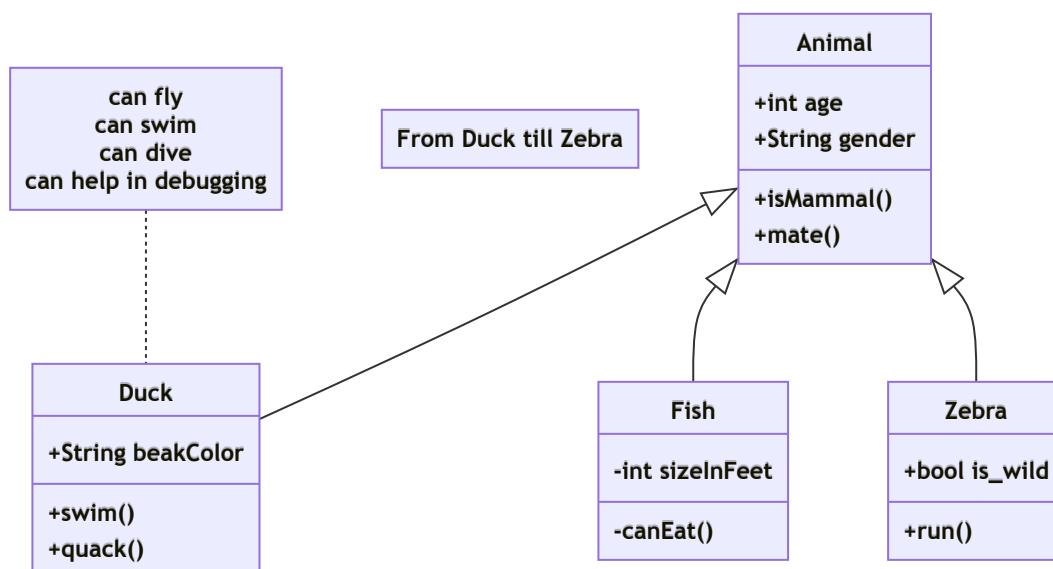 can fly
can swim
can dive
can help in debugging
From Duck till Zebra
Animal
+int age
+String gender
+isMammal()
+mate()
Duck
+String beakColor
+swim()
+quack()
Fish
-int sizeInFeet
-canEat()
Zebra
+bool is_wild
+run()